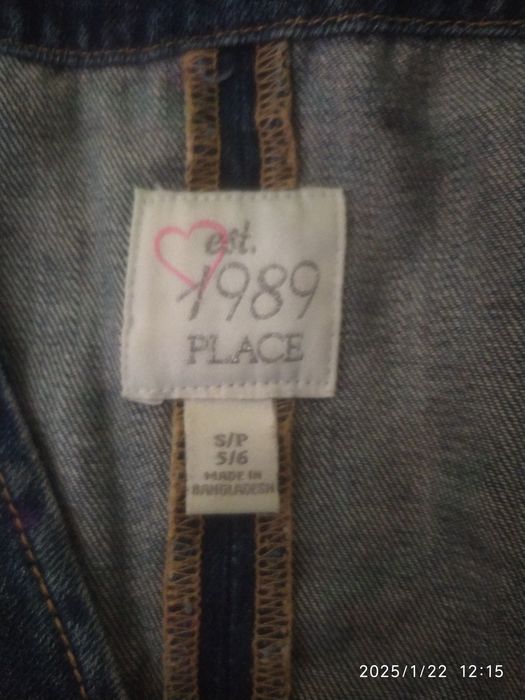 est.
1989
PLACE
S/P
5/6
MADE IN
BANGLADESH
2025/1/22 12:15